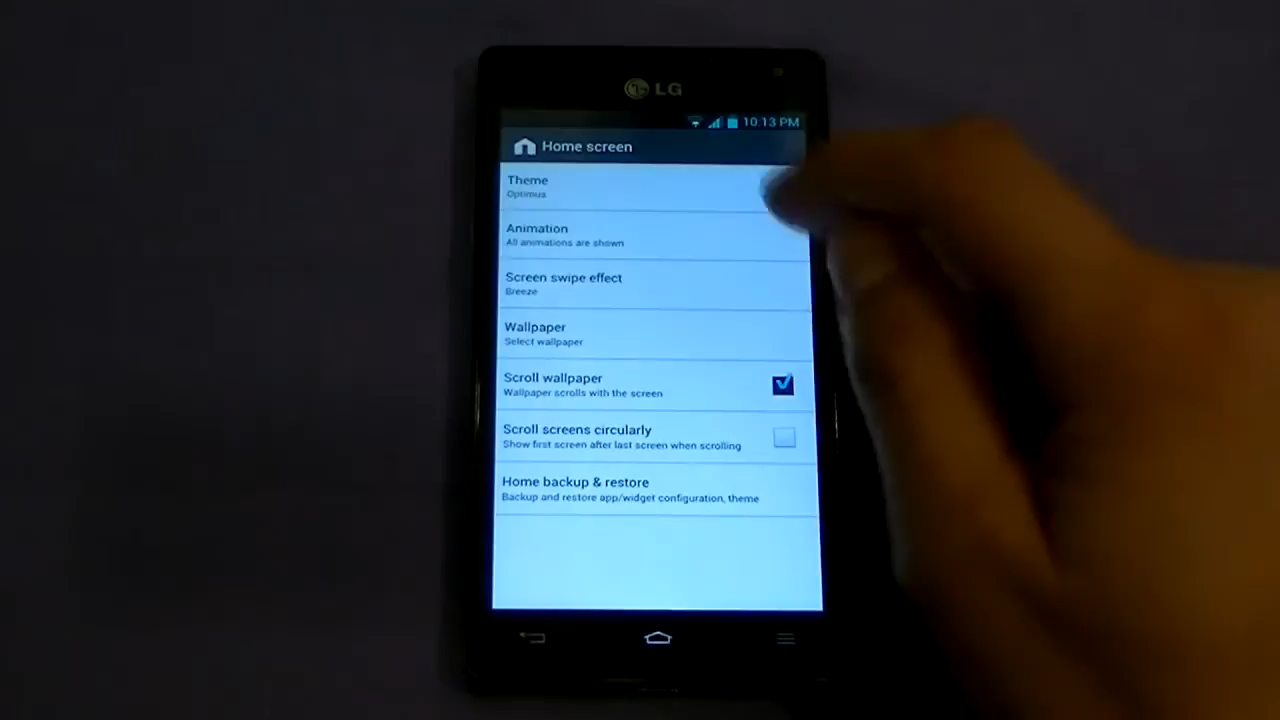 LG
10:13 PM
Home screen
Theme
Optimus
Animation
All animations are shown
Screen swipe effect
Breeze
Wallpaper
Select wallpaper
Scroll wallpaper
Wallpaper scrolls with the screen
Scroll screens circularly
Show first screen after last screen when scrolling
Home backup & restore
Backup and restore app/widget configuration, theme